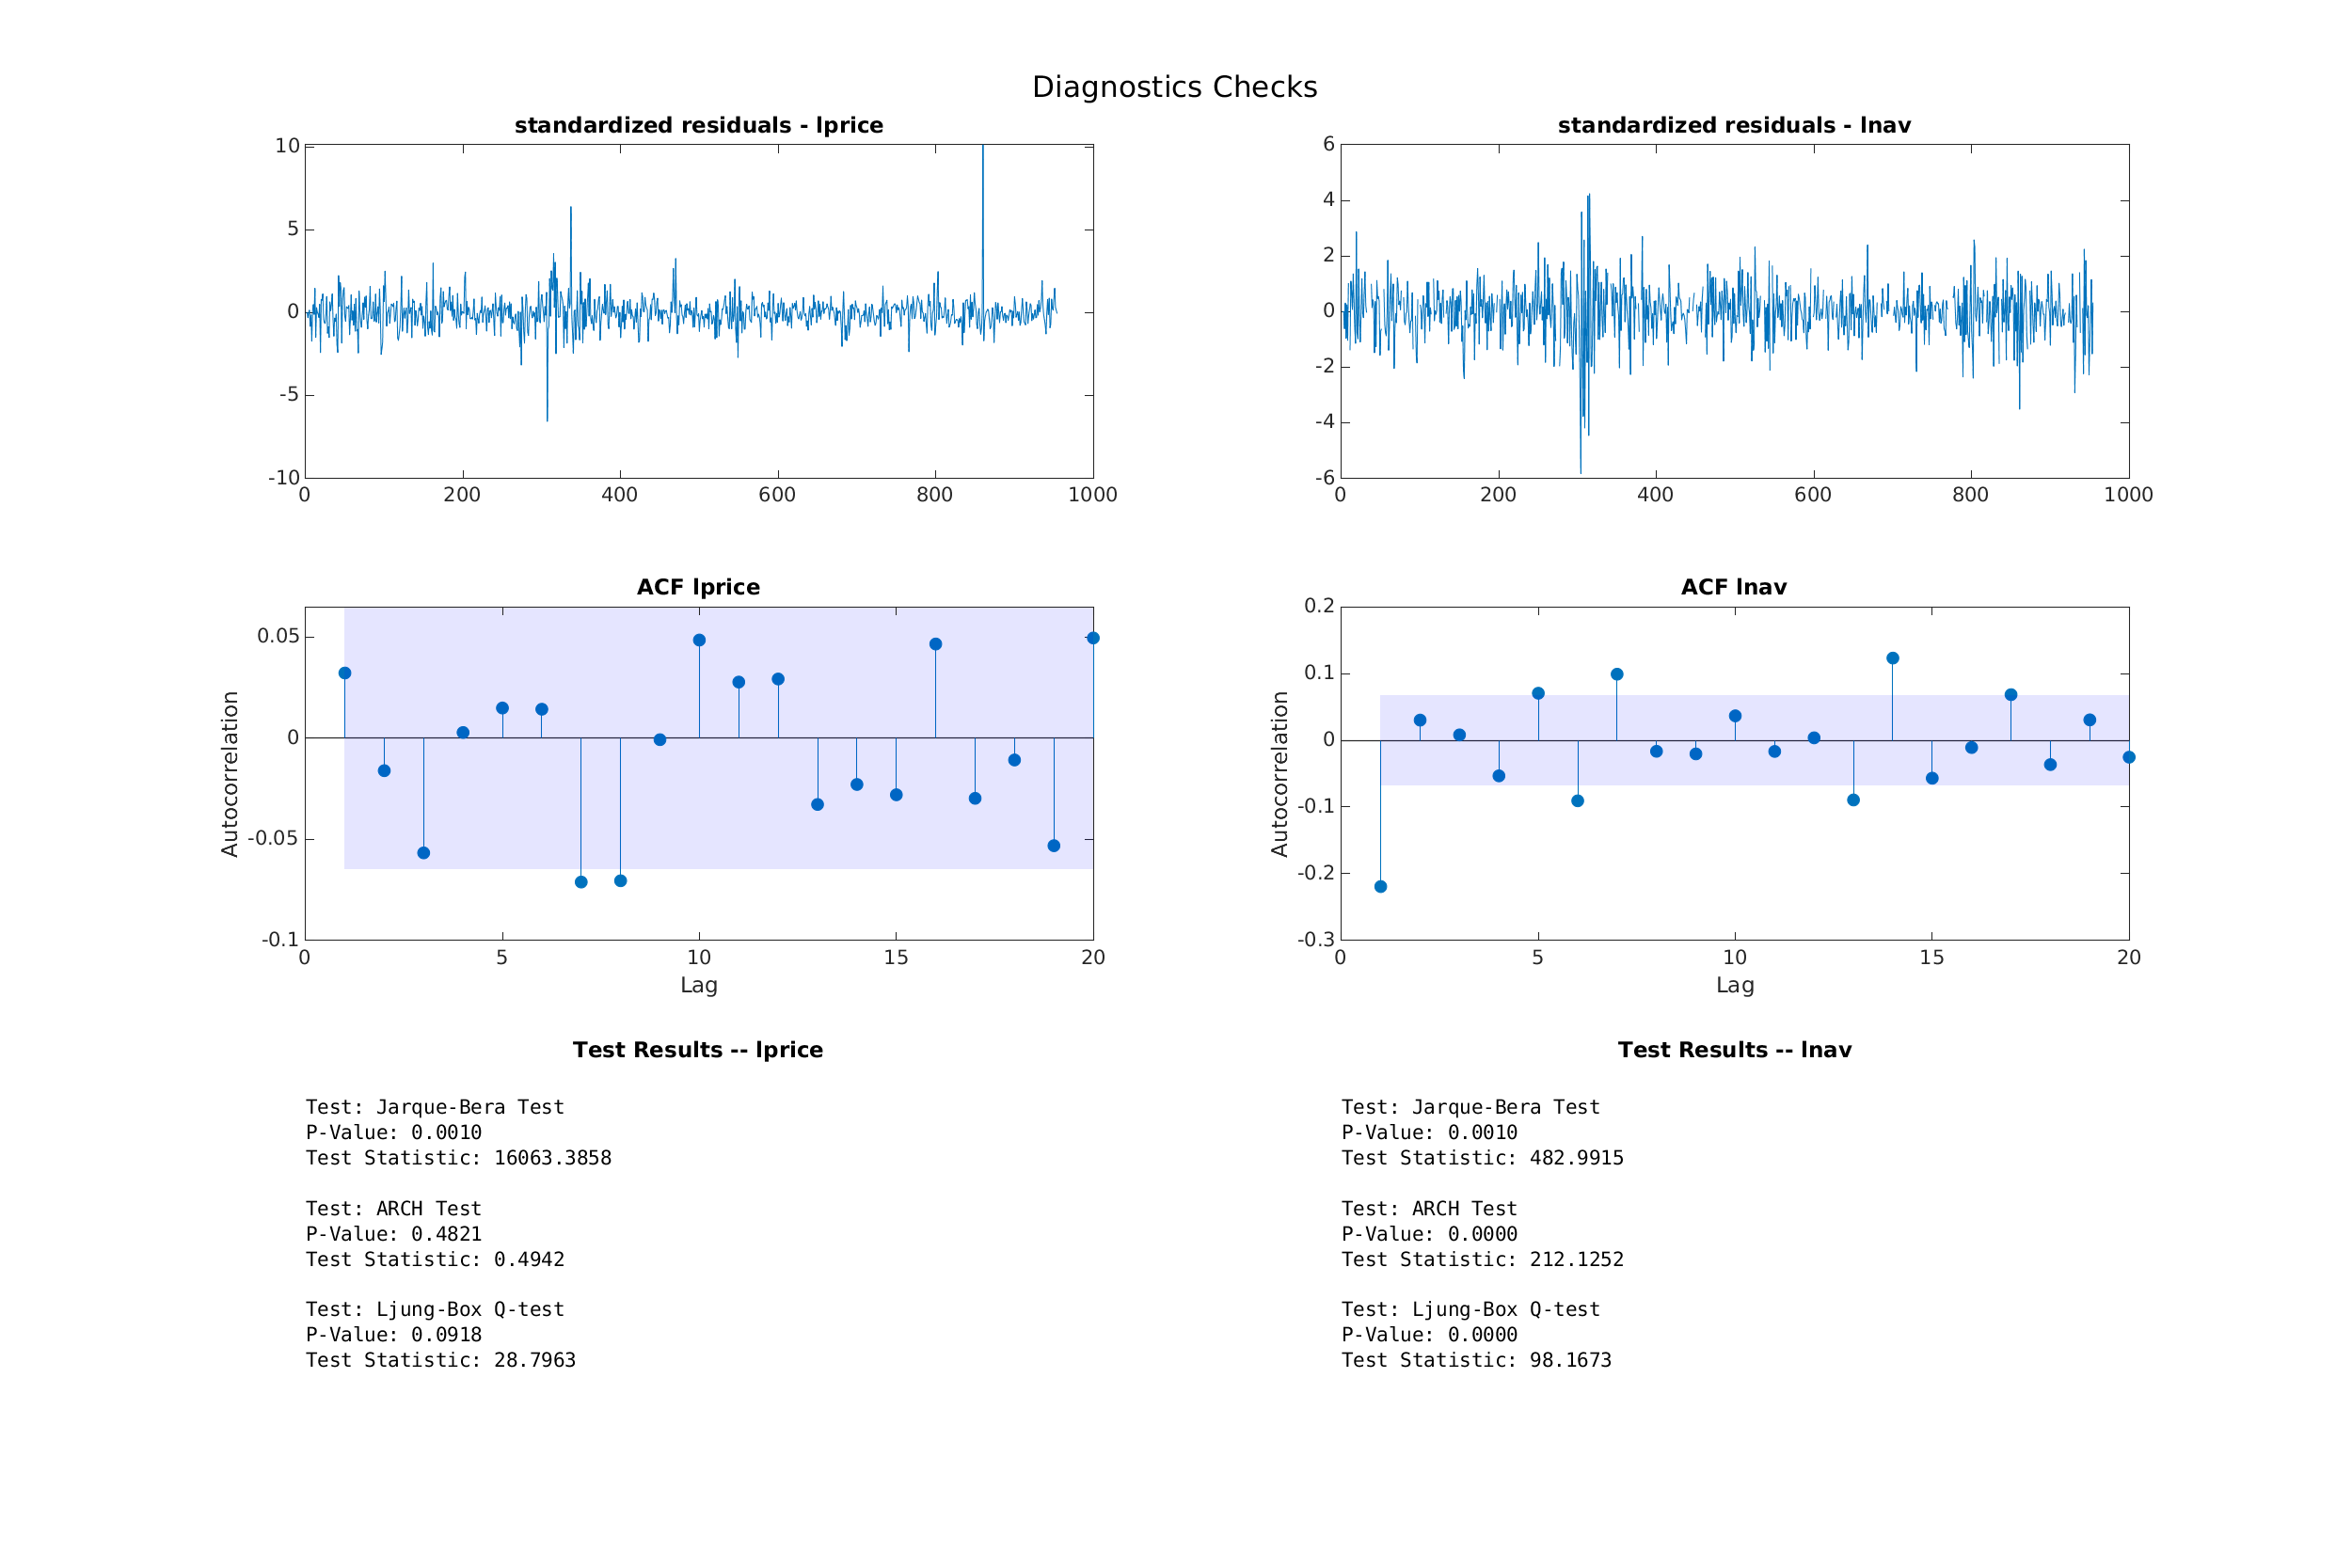 Diagnostics Checks
standardized residuals - lprice
10
5
0
-5
-10
0 200 400 600 800 1000
standardized residuals - lnav
6
4
2
0
-2
-4
-6
0 200 400 600 800 1000
ACF lprice
0.05
0
-0.05
-0.1
Autocorrelation
0 5 10 15 20
Lag
ACF lnav
0.2
0.1
0
-0.1
-0.2
-0.3
Autocorrelation
0 5 10 15 20
Lag
Test Results -- lprice
Test: Jarque-Bera Test
P-Value: 0.0010
Test Statistic: 16063.3858
Test: ARCH Test
P-Value: 0.4821
Test Statistic: 0.4942
Test: Ljung-Box Q-test
P-Value: 0.0918
Test Statistic: 28.7963
Test Results -- lnav
Test: Jarque-Bera Test
P-Value: 0.0010
Test Statistic: 482.9915
Test: ARCH Test
P-Value: 0.0000
Test Statistic: 212.1252
Test: Ljung-Box Q-test
P-Value: 0.0000
Test Statistic: 98.1673